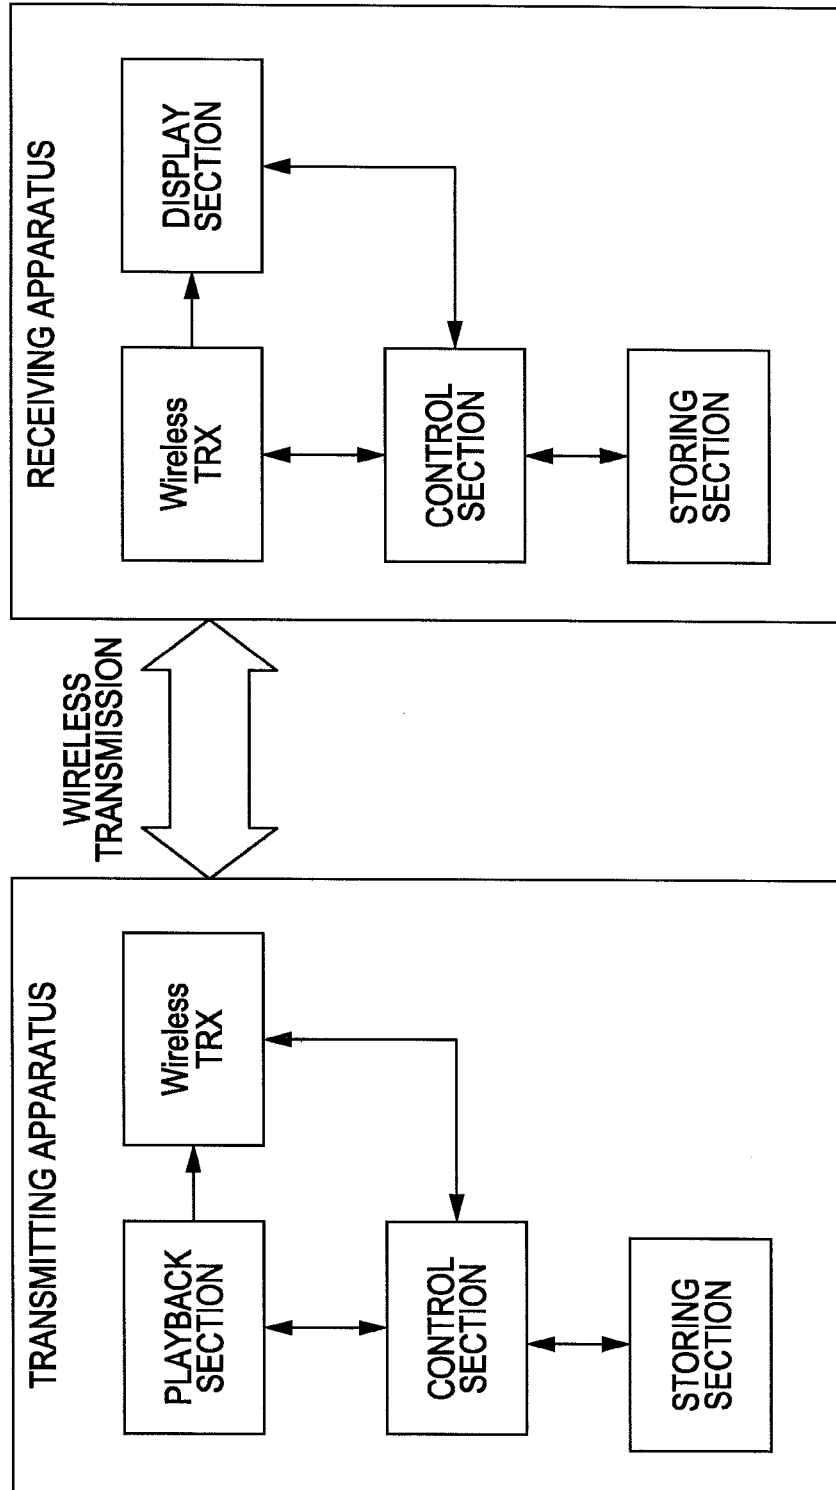 TRANSMITTING APPARATUS
PLAYBACK
SECTION
Wireless
TRX
CONTROL
SECTION
STORING
SECTION
WIRELESS
TRANSMISSION
RECEIVING APPARATUS
Wireless
TRX
DISPLAY
SECTION
CONTROL
SECTION
STORING
SECTION